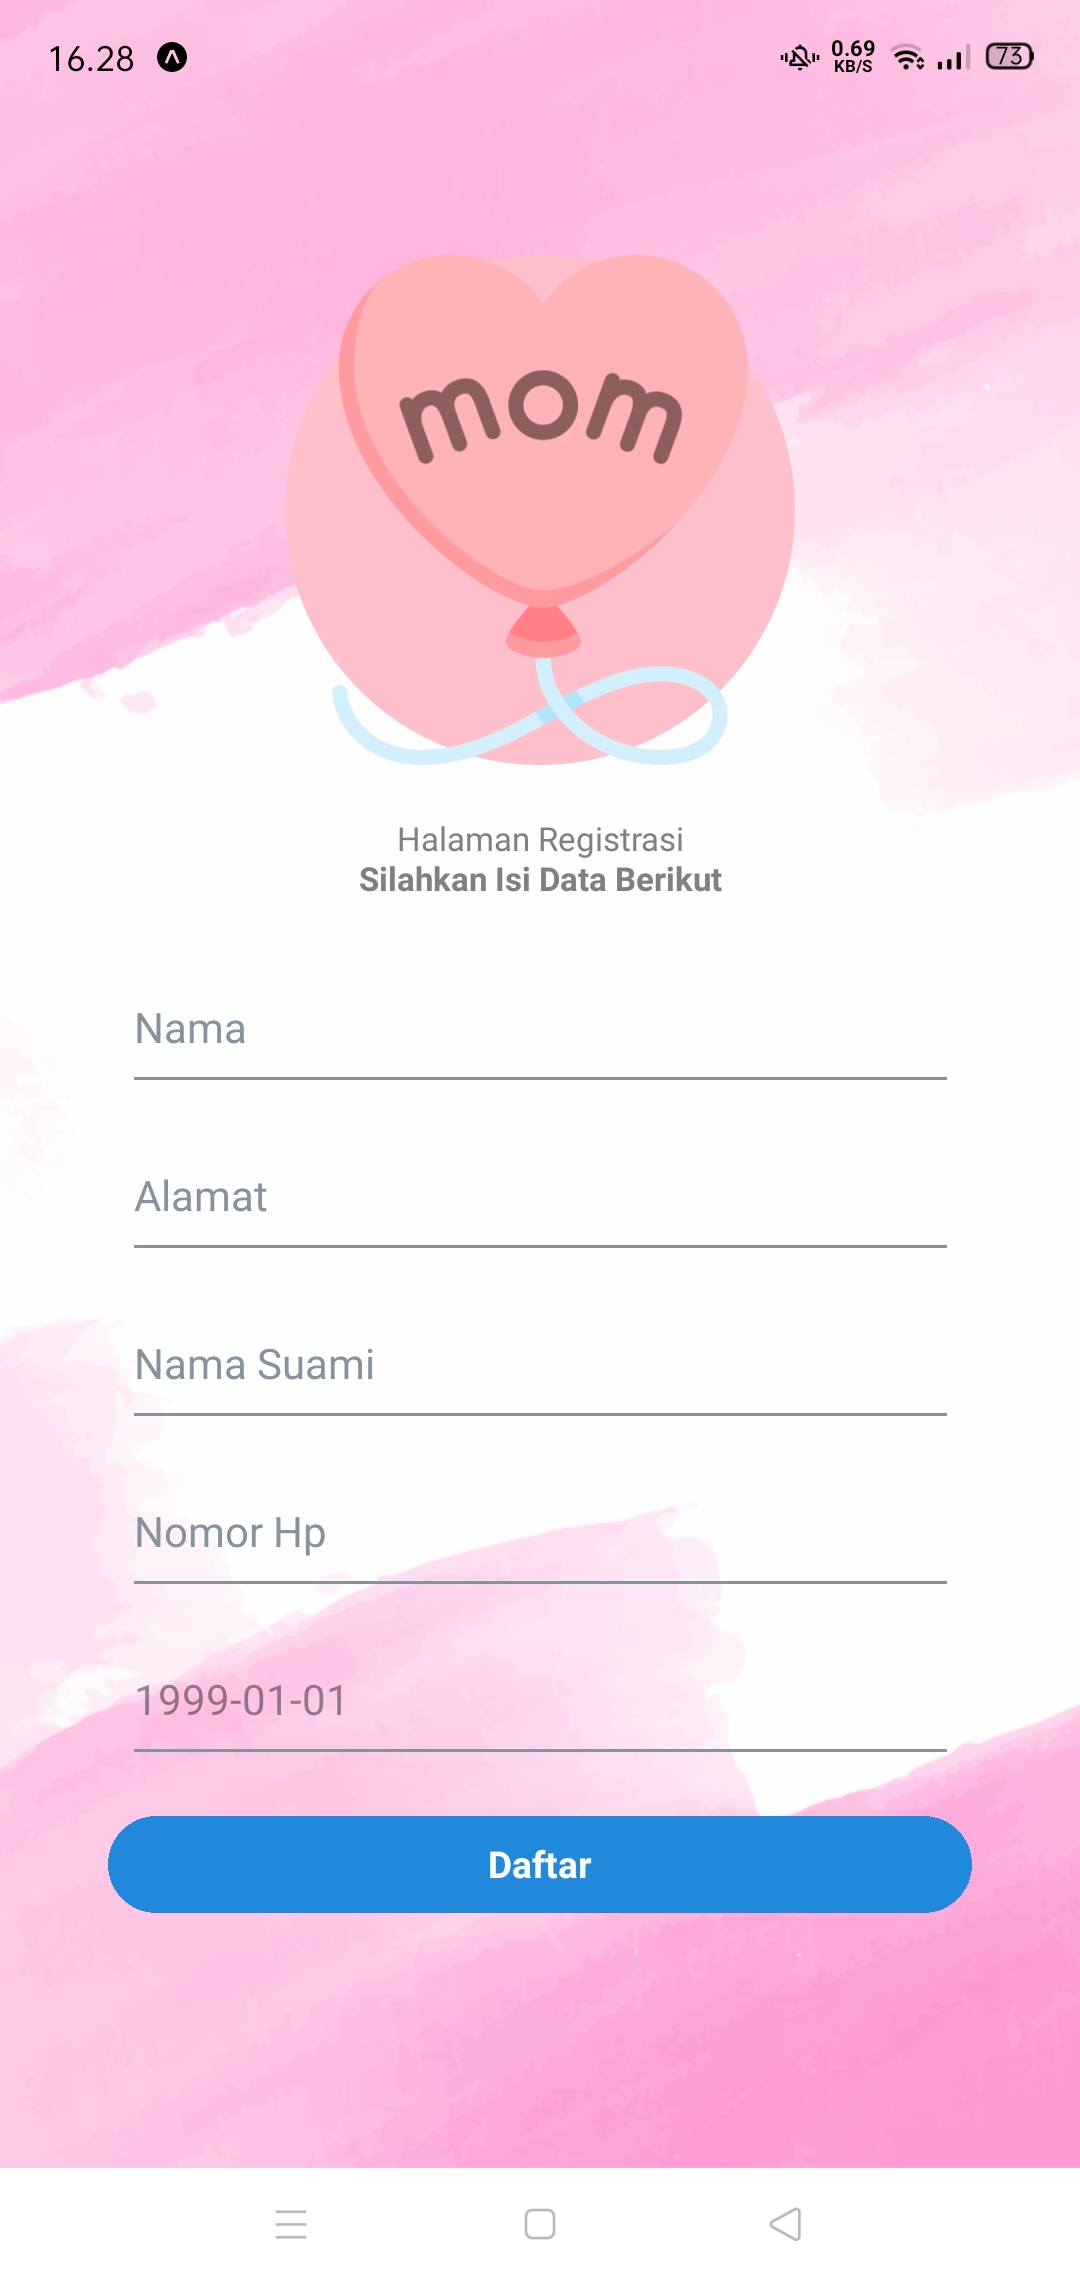 16.28
0.69
KB/S
73
mom
Halaman Registrasi
Silahkan Isi Data Berikut
Nama
Alamat
Nama Suami
Nomor Hp
1999-01-01
Daftar